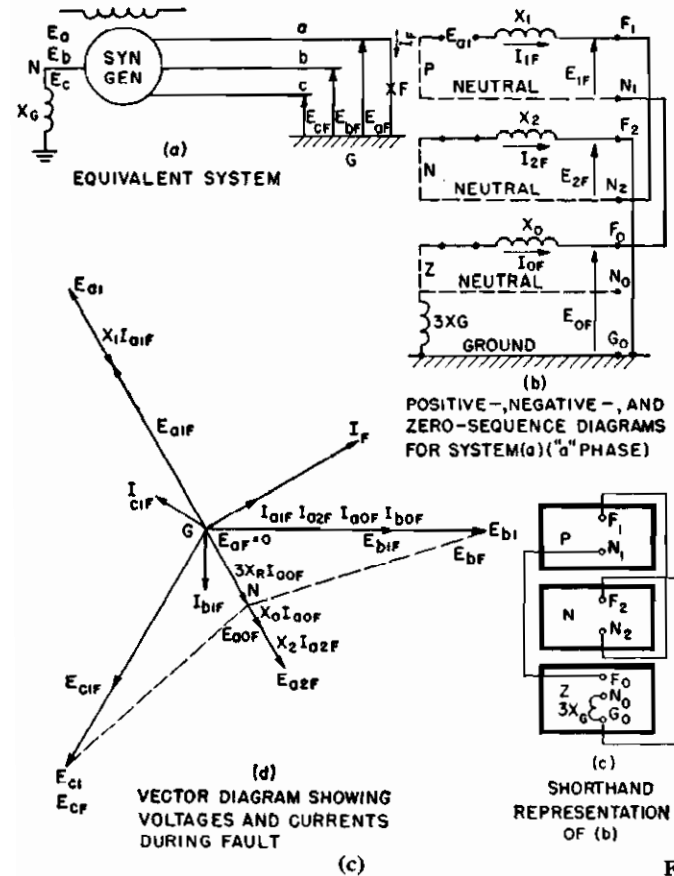 Ea
Eb
N
Ec
XG
SYN
GEN
a
b
c
IF
XF
ECF
EbF
EaF
G
(a)
EQUIVALENT SYSTEM
P
Ea1
X1
I1F
E1F
F1
NEUTRAL
N1
N
X2
I2F
E2F
F2
NEUTRAL
N2
Z
X0
I0F
E0F
F0
NEUTRAL
N0
3XG
GROUND
G0
(b)
POSITIVE-, NEGATIVE-, AND
ZERO-SEQUENCE DIAGRAMS
FOR SYSTEM(a)("a" PHASE)
Ea1
X1Ia1F
Ea1F
IF
IC1F
G
Ia1F Ia2F Ia0F Ib0F
EaF=0
Eb1F
Eb1
EbF
3XRIa0F
N
Ib1F
X0Ia0F
Ea0F
X2Ia2F
Ea2F
EC1F
EC1
ECF
(d)
VECTOR DIAGRAM SHOWING
VOLTAGES AND CURRENTS
DURING FAULT
P
F1
N1
N
F2
N2
Z
F0
N0
3XG
G0
(c)
SHORTHAND
REPRESENTATION
OF (b)
(c)
F